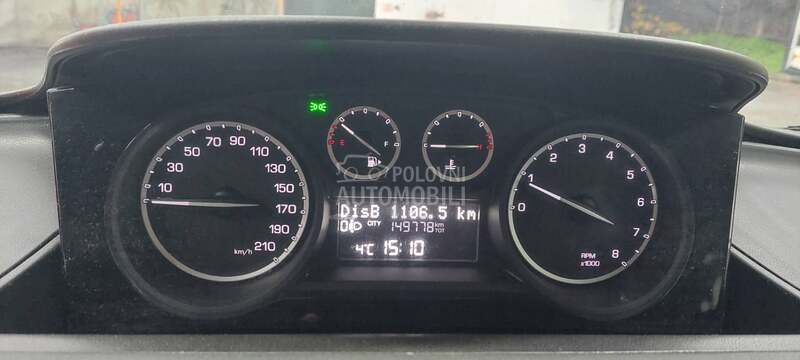 10 30 50 70 90 110 130 150 170 190 210
km/h
E F
H
POLOVNI
AUTOMOBILI
DisB 1106.5 km
CITY 149778 km TOT
4°C 15:10
0 1 2 3 4 5 6 7 8
RPM
x1000